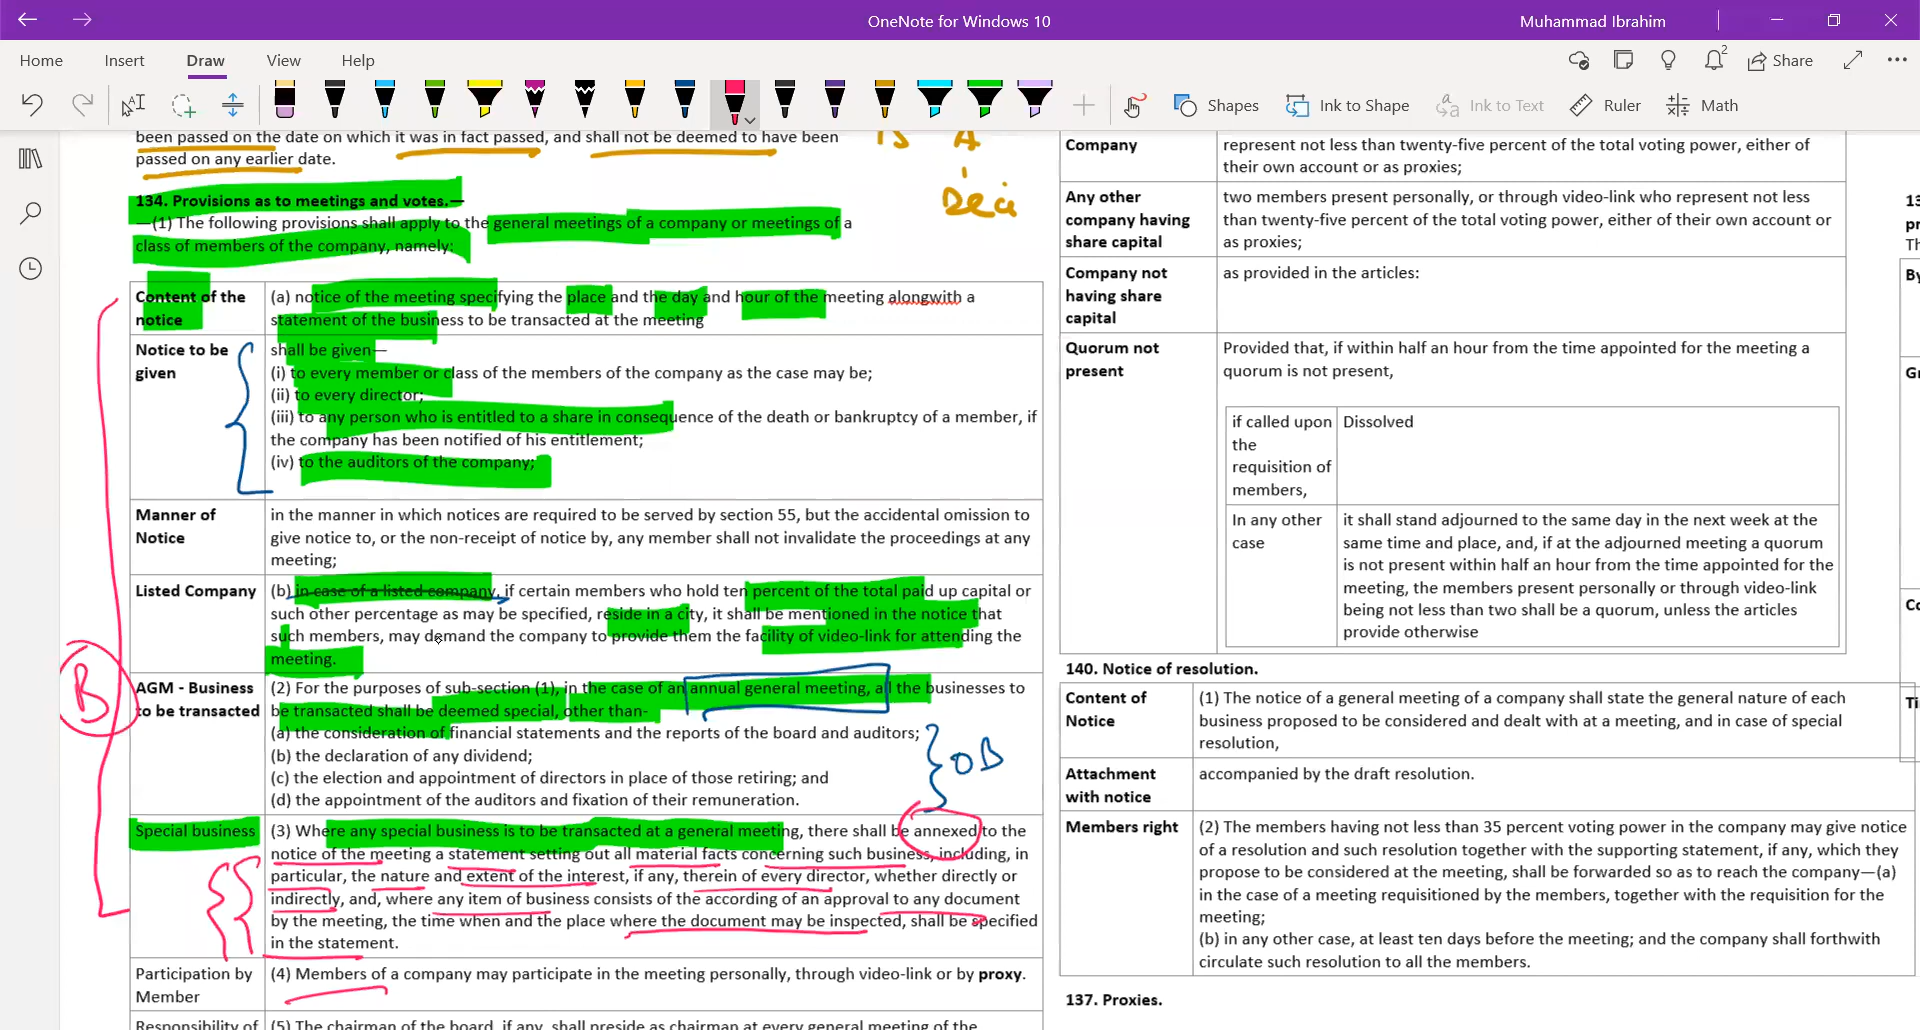 OneNote for Windows 10
Muhammad Ibrahim
Home Insert Draw View Help
2
Share
Shapes Ink to Shape Ink to Text Ruler Math
been passed on the date on which it was in fact passed, and shall not be deemed to have been
passed on any earlier date.
is A
Deci
134. Provisions as to meetings and votes.—
—(1) The following provisions shall apply to the general meetings of a company or meetings of a
class of members of the company, namely:
Content of the
notice
(a) notice of the meeting specifying the place and the day and hour of the meeting alongwith a
statement of the business to be transacted at the meeting
Notice to be
given
shall be given—
(i) to every member or class of the members of the company as the case may be;
(ii) to every director;
(iii) to any person who is entitled to a share in consequence of the death or bankruptcy of a member, if
the company has been notified of his entitlement;
(iv) to the auditors of the company;
Manner of
Notice
in the manner in which notices are required to be served by section 55, but the accidental omission to
give notice to, or the non-receipt of notice by, any member shall not invalidate the proceedings at any
meeting;
Listed Company
(b) in case of a listed company, if certain members who hold ten percent of the total paid up capital or
such other percentage as may be specified, reside in a city, it shall be mentioned in the notice that
such members, may demand the company to provide them the facility of video-link for attending the
meeting.
B
AGM - Business
to be transacted
(2) For the purposes of sub-section (1), in the case of an annual general meeting, all the businesses to
be transacted shall be deemed special, other than-
(a) the consideration of financial statements and the reports of the board and auditors;
(b) the declaration of any dividend;
(c) the election and appointment of directors in place of those retiring; and
(d) the appointment of the auditors and fixation of their remuneration.
OB
Special business
(3) Where any special business is to be transacted at a general meeting, there shall be annexed to the
notice of the meeting a statement setting out all material facts concerning such business, including, in
particular, the nature and extent of the interest, if any, therein of every director, whether directly or
indirectly, and, where any item of business consists of the according of an approval to any document
by the meeting, the time when and the place where the document may be inspected, shall be specified
in the statement.
Participation by
Member
(4) Members of a company may participate in the meeting personally, through video-link or by proxy.
Responsibility of
(5) The chairman of the board, if any, shall preside as chairman at every general meeting of the
Company
represent not less than twenty-five percent of the total voting power, either of
their own account or as proxies;
Any other
company having
share capital
two members present personally, or through video-link who represent not less
than twenty-five percent of the total voting power, either of their own account or
as proxies;
Company not
having share
capital
as provided in the articles:
Quorum not
present
Provided that, if within half an hour from the time appointed for the meeting a
quorum is not present,
if called upon
the
requisition of
members,
Dissolved
In any other
case
it shall stand adjourned to the same day in the next week at the
same time and place, and, if at the adjourned meeting a quorum
is not present within half an hour from the time appointed for the
meeting, the members present personally or through video-link
being not less than two shall be a quorum, unless the articles
provide otherwise
140. Notice of resolution.
Content of
Notice
(1) The notice of a general meeting of a company shall state the general nature of each
business proposed to be considered and dealt with at a meeting, and in case of special
resolution,
Attachment
with notice
accompanied by the draft resolution.
Members right
(2) The members having not less than 35 percent voting power in the company may give notice
of a resolution and such resolution together with the supporting statement, if any, which they
propose to be considered at the meeting, shall be forwarded so as to reach the company—(a)
in the case of a meeting requisitioned by the members, together with the requisition for the
meeting;
(b) in any other case, at least ten days before the meeting; and the company shall forthwith
circulate such resolution to all the members.
137. Proxies.
13
pr
Th
By
Gr
Co
Ti